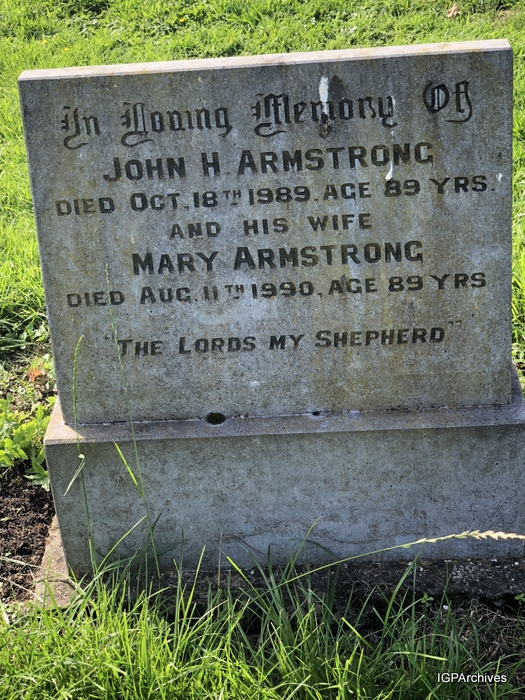 In Loving Memory Of
JOHN H. ARMSTRONG
DIED OCT. 18TH 1989, AGE 89 YRS.
AND HIS WIFE
MARY ARMSTRONG
DIED AUG. 11TH 1990, AGE 89 YRS
"THE LORDS MY SHEPHERD"
IGPArchives